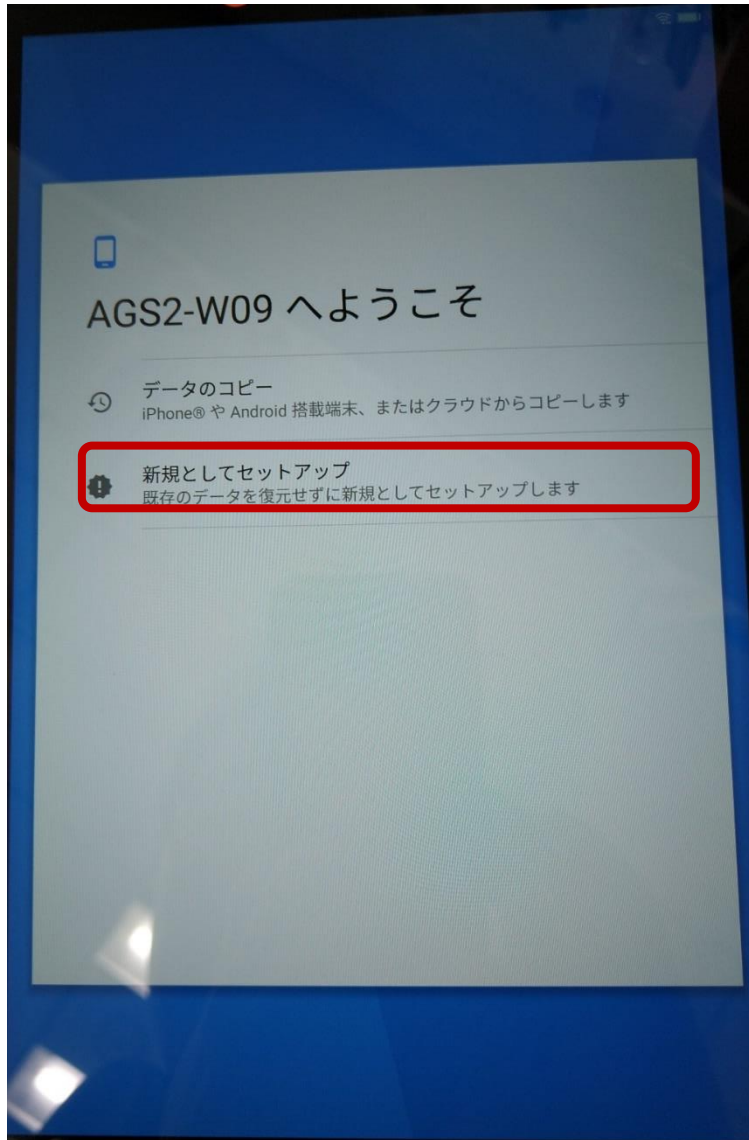 AGS2-W09 へようこそ
データのコピー
iPhone® や Android 搭載端末、またはクラウドからコピーします
新規としてセットアップ
既存のデータを復元せずに新規としてセットアップします